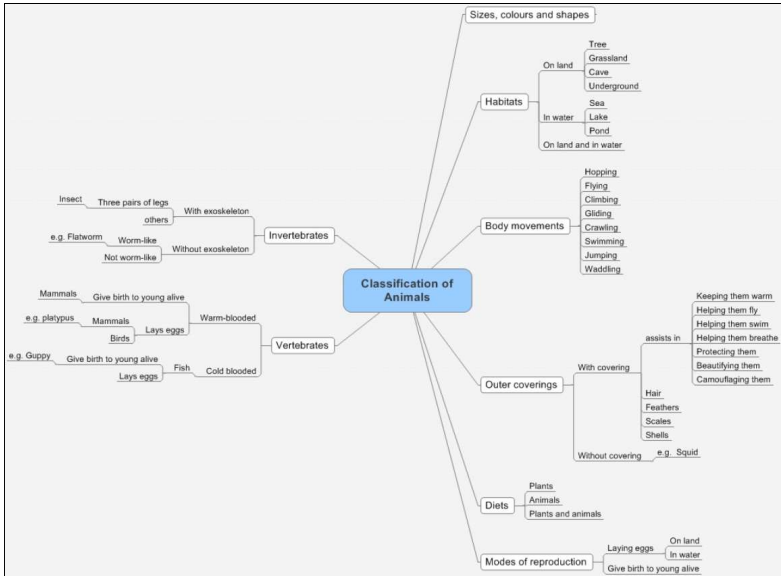 Classification of
Animals
Sizes, colours and shapes
Habitats
On land
Tree
Grassland
Cave
Underground
In water
Sea
Lake
Pond
On land and in water
Body movements
Hopping
Flying
Climbing
Gliding
Crawling
Swimming
Jumping
Waddling
Outer coverings
With covering
assists in
Keeping them warm
Helping them fly
Helping them swim
Helping them breathe
Protecting them
Beautifying them
Camouflaging them
Hair
Feathers
Scales
Shells
Without covering
e.g. Squid
Diets
Plants
Animals
Plants and animals
Modes of reproduction
Laying eggs
On land
In water
Give birth to young alive
Invertebrates
With exoskeleton
Three pairs of legs
Insect
others
Without exoskeleton
Worm-like
e.g. Flatworm
Not worm-like
Vertebrates
Warm-blooded
Give birth to young alive
Mammals
Lays eggs
Mammals
e.g. platypus
Birds
Cold blooded
Fish
Give birth to young alive
e.g. Guppy
Lays eggs